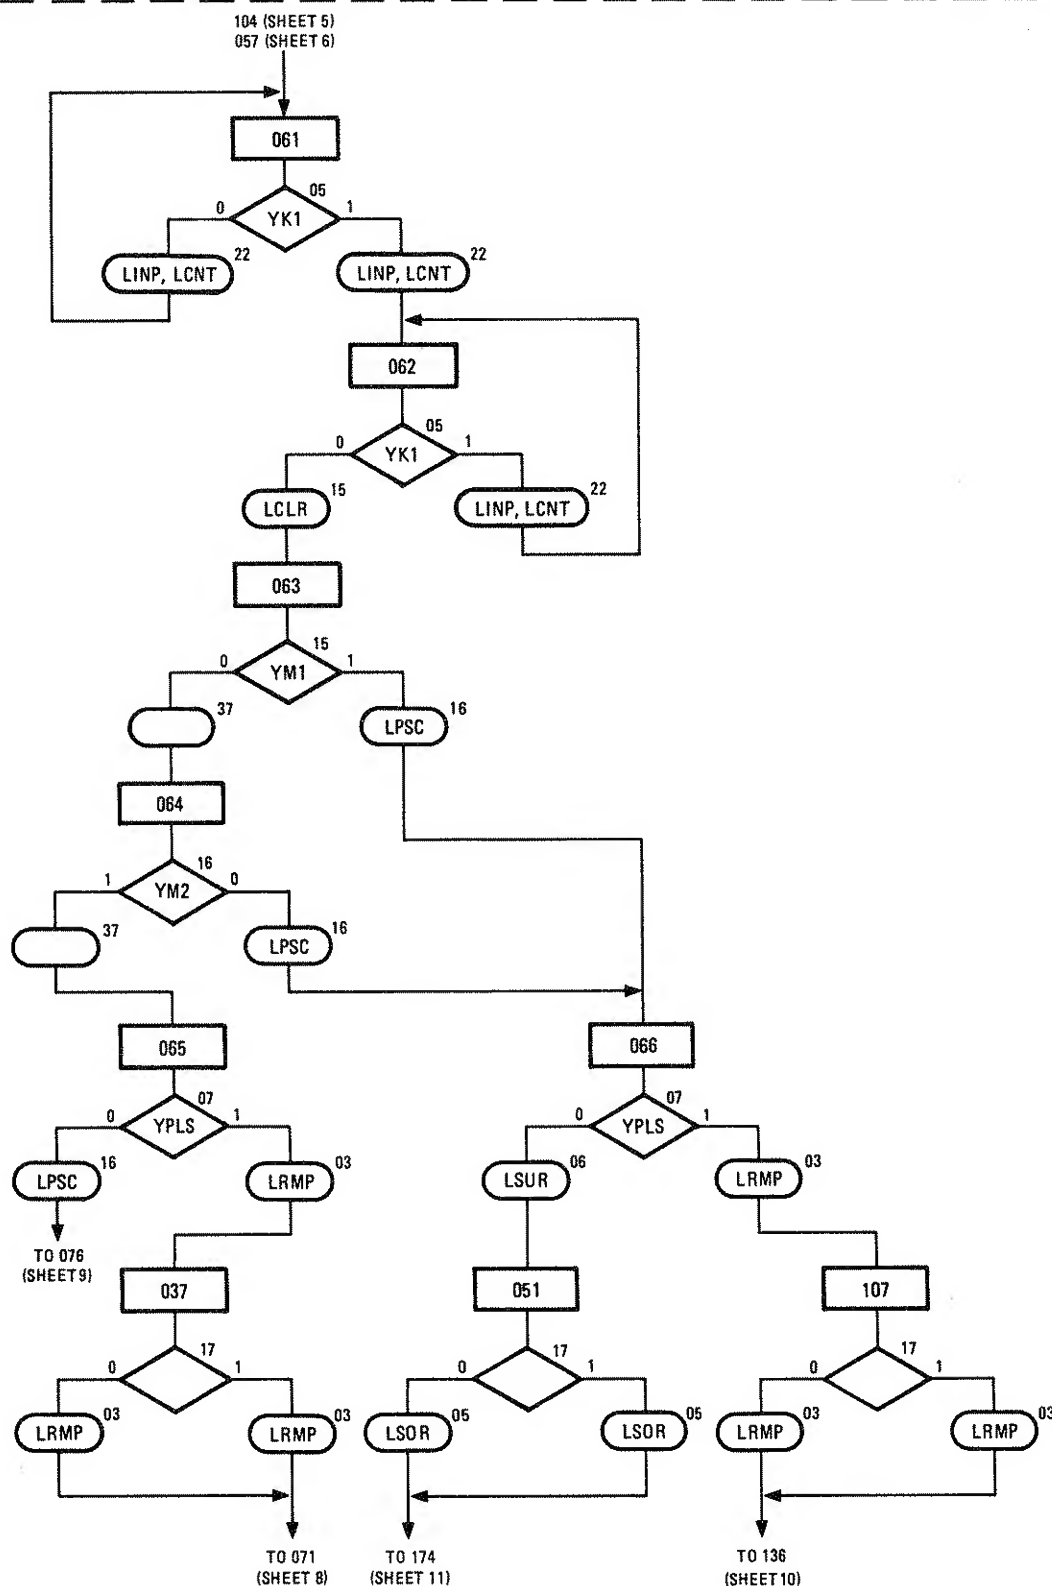 104 (SHEET 5)
057 (SHEET 6)
061
05
0 YK1 1
LINP, LCNT 22
LINP, LCNT 22
062
05
0 YK1 1
LCLR 15
LINP, LCNT 22
063
15
0 YM1 1
37
LPSC 16
064
16
1 YM2 0
37
LPSC 16
065
07
0 YPLS 1
LPSC 16
LRMP 03
TO 076
(SHEET 9)
066
07
0 YPLS 1
LSUR 06
LRMP 03
037
17
0 1
LRMP 03
LRMP 03
TO 071
(SHEET 8)
051
17
0 1
LSOR 05
LSOR 05
TO 174
(SHEET 11)
107
17
0 1
LRMP 03
LRMP 03
TO 136
(SHEET 10)